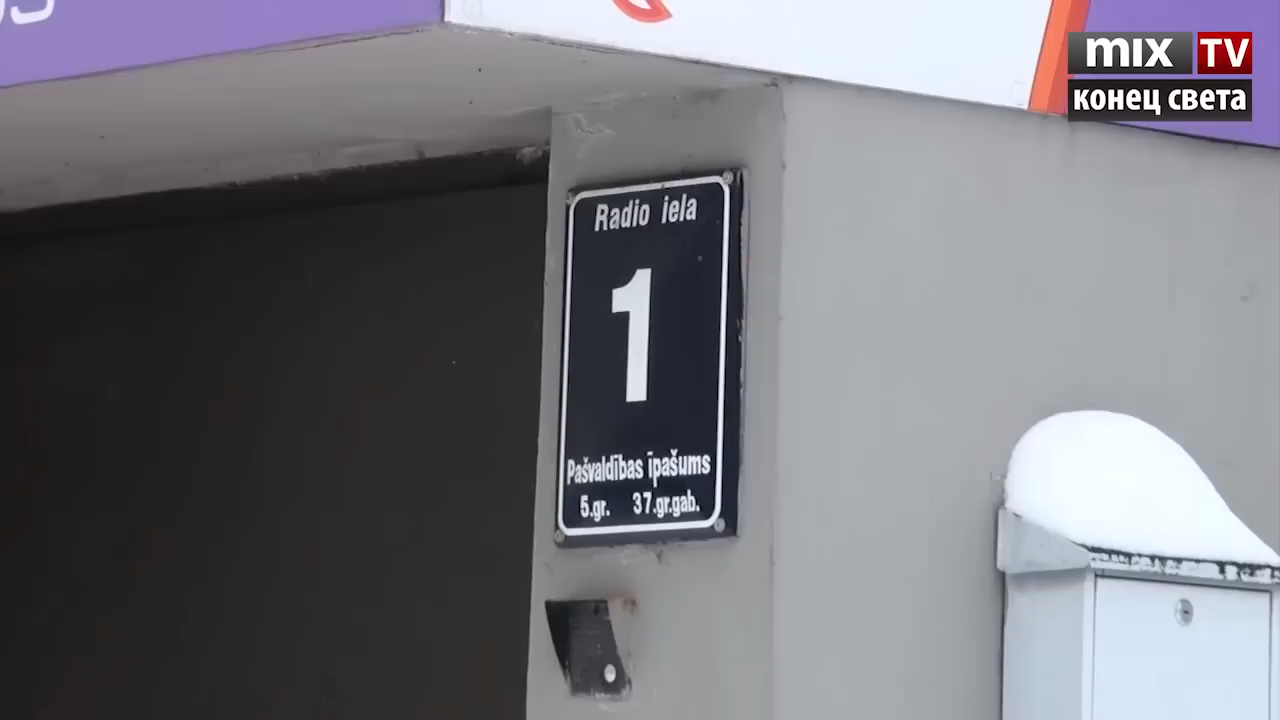 MIX TV
КОНЕЦ СВЕТА
Radio iela
1
Pašvaldības īpašums
5.gr. 37.gr.gab.